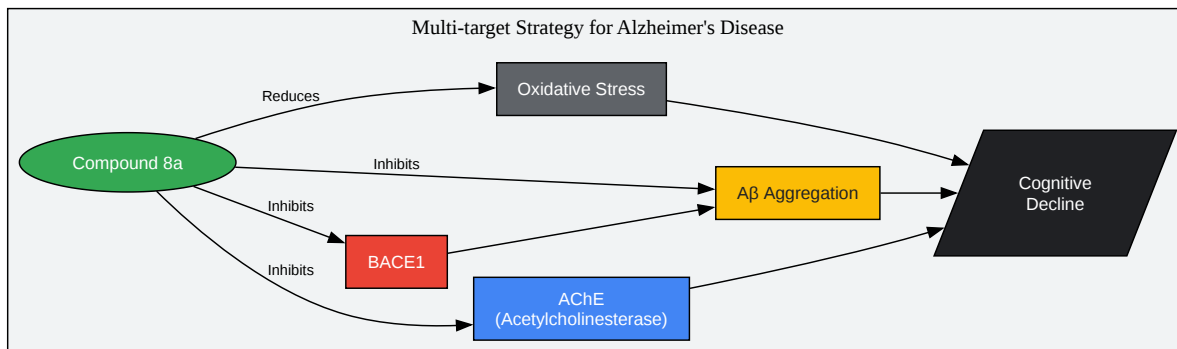 Multi-target Strategy for Alzheimer's Disease
Reduces
Oxidative Stress
Compound 8a
Inhibits
Aβ Aggregation
Cognitive
Decline
Inhibits
BACE1
Inhibits
AChE
(Acetylcholinesterase)